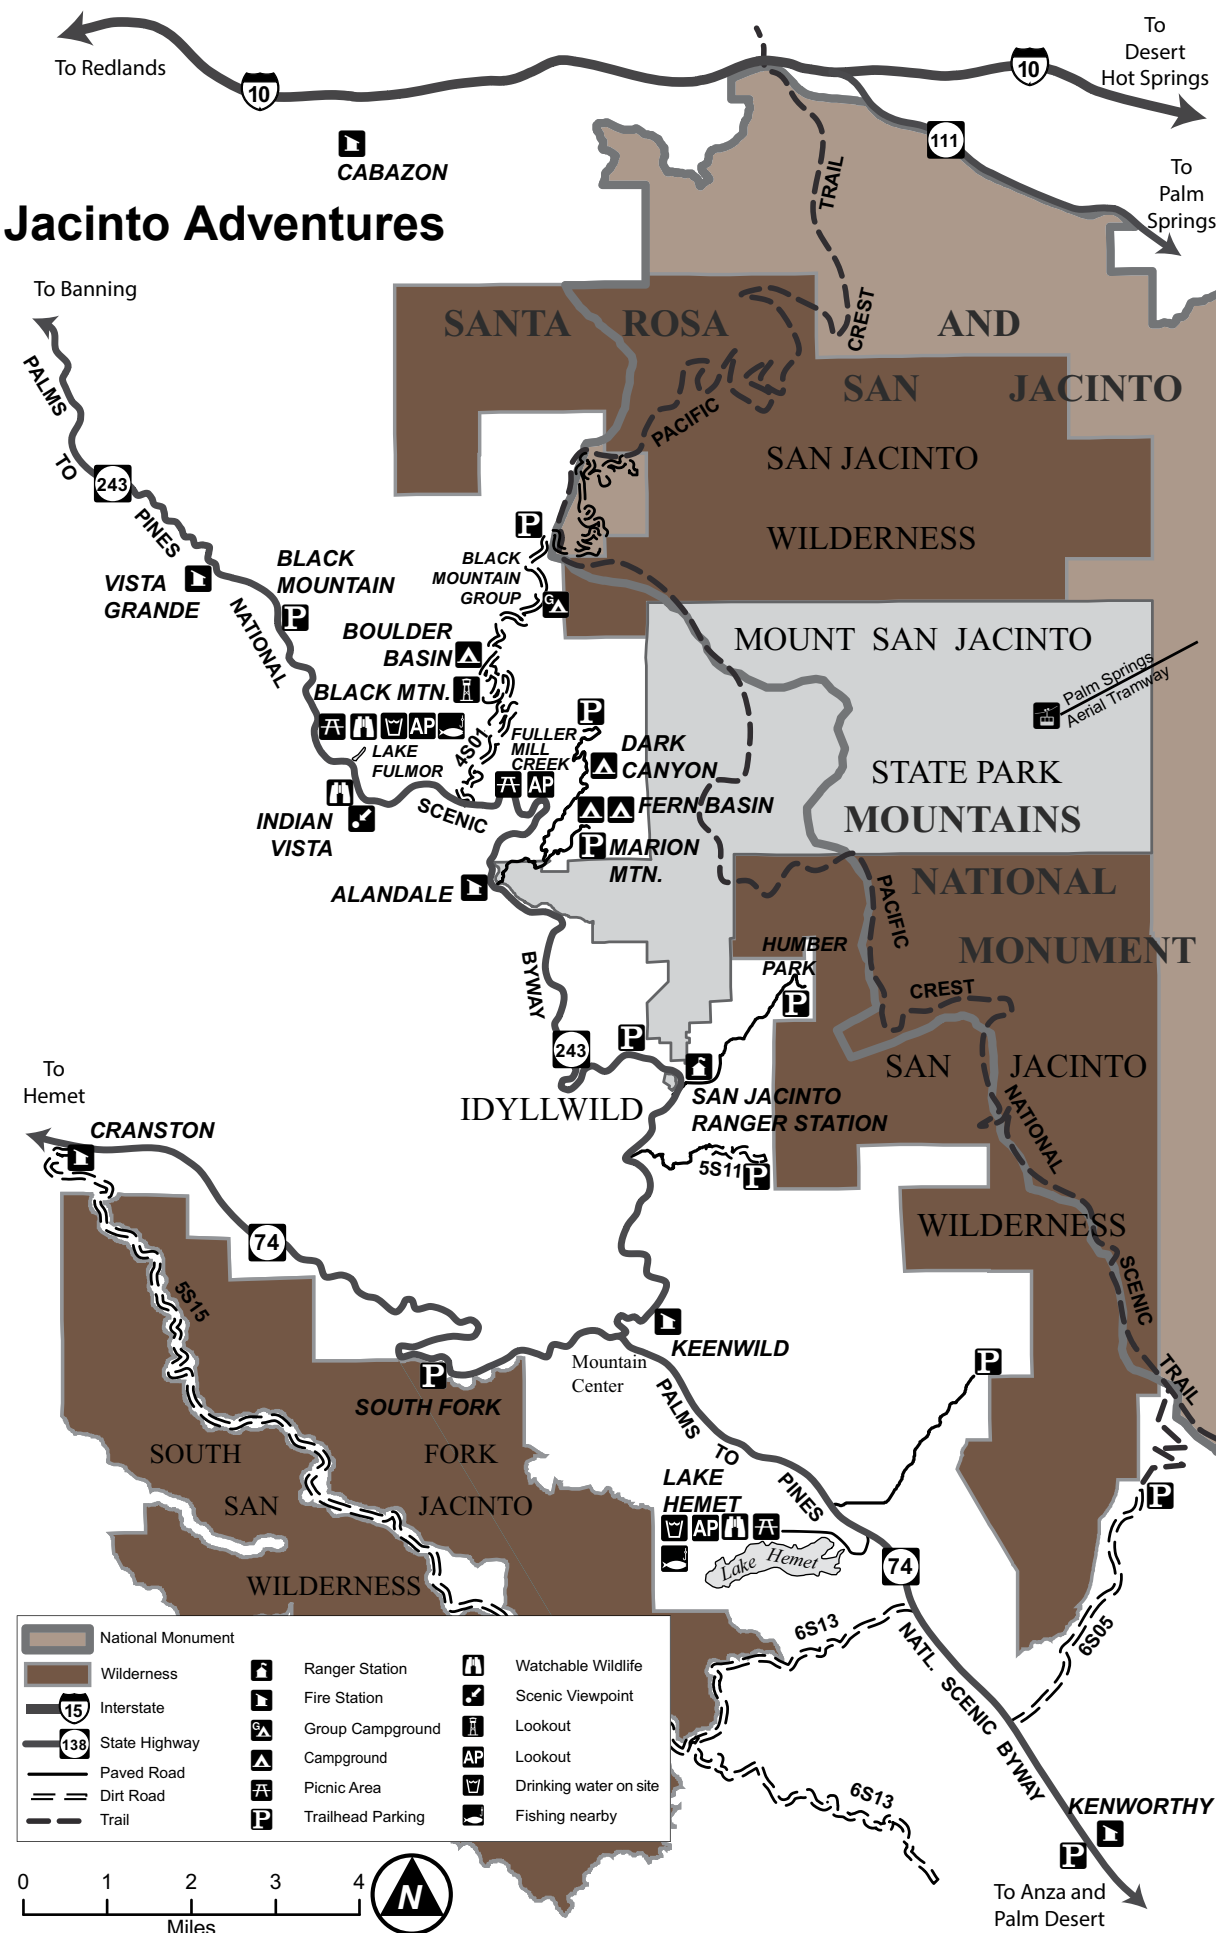 To Redlands
10
10
To
Desert
Hot Springs
111
CABAZON
To
Palm
Springs
Jacinto Adventures
TRAIL
CREST
PACIFIC
To Banning
SANTA ROSA AND
SAN JACINTO
SAN JACINTO
WILDERNESS
PALMS
TO
243
PINES
VISTA
GRANDE
BLACK
MOUNTAIN
P
NATIONAL
P
BLACK
MOUNTAIN
GROUP
G
BOULDER
BASIN
BLACK MTN.
AP
LAKE
FULMOR
4S01
FULLER
MILL
CREEK
AP
P
DARK
CANYON
FERN BASIN
P
MARION
MTN.
INDIAN
VISTA
SCENIC
ALANDALE
MOUNT SAN JACINTO
Palm Springs
Aerial Tramway
STATE PARK
MOUNTAINS
NATIONAL
MONUMENT
PACIFIC
CREST
BYWAY
HUMBER
PARK
P
243
P
IDYLLWILD
SAN JACINTO
RANGER STATION
SAN JACINTO
NATIONAL
WILDERNESS
SCENIC
TRAIL
5S11
P
To
Hemet
CRANSTON
74
5S15
KEENWILD
Mountain
Center
P
SOUTH FORK
SOUTH FORK
SAN JACINTO
WILDERNESS
PALMS
TO
PINES
P
P
LAKE
HEMET
AP
Lake Hemet
74
6S13
6S05
NATL. SCENIC BYWAY
6S13
KENWORTHY
P
To Anza and
Palm Desert
National Monument
Wilderness
15
Interstate
138
State Highway
Paved Road
Dirt Road
Trail
Ranger Station
Fire Station
G
Group Campground
Campground
Picnic Area
P
Trailhead Parking
Watchable Wildlife
Scenic Viewpoint
Lookout
AP
Lookout
Drinking water on site
Fishing nearby
0 1 2 3 4
Miles
N